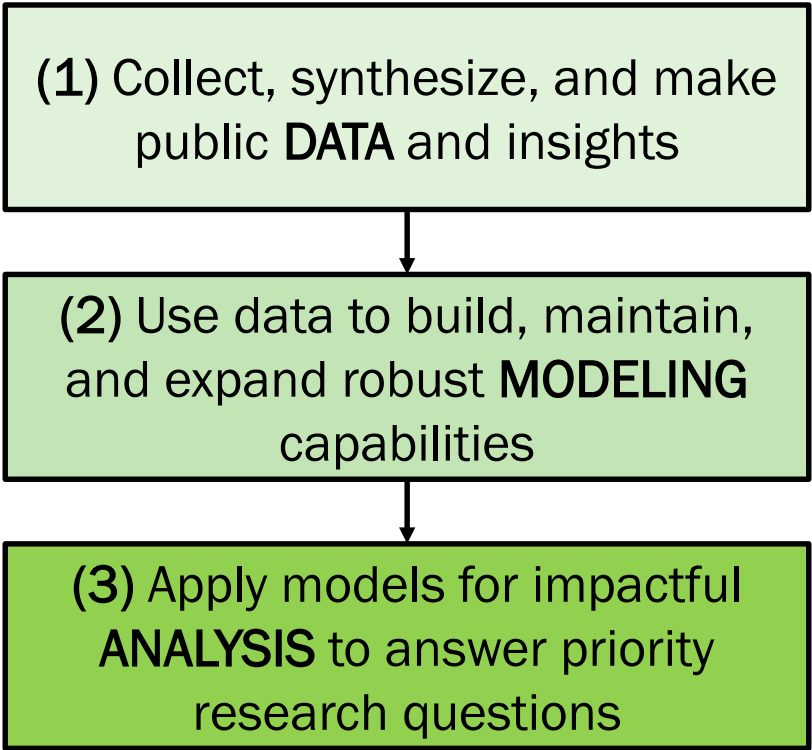 (1) Collect, synthesize, and make
public DATA and insights
(2) Use data to build, maintain,
and expand robust MODELING
capabilities
(3) Apply models for impactful
ANALYSIS to answer priority
research questions